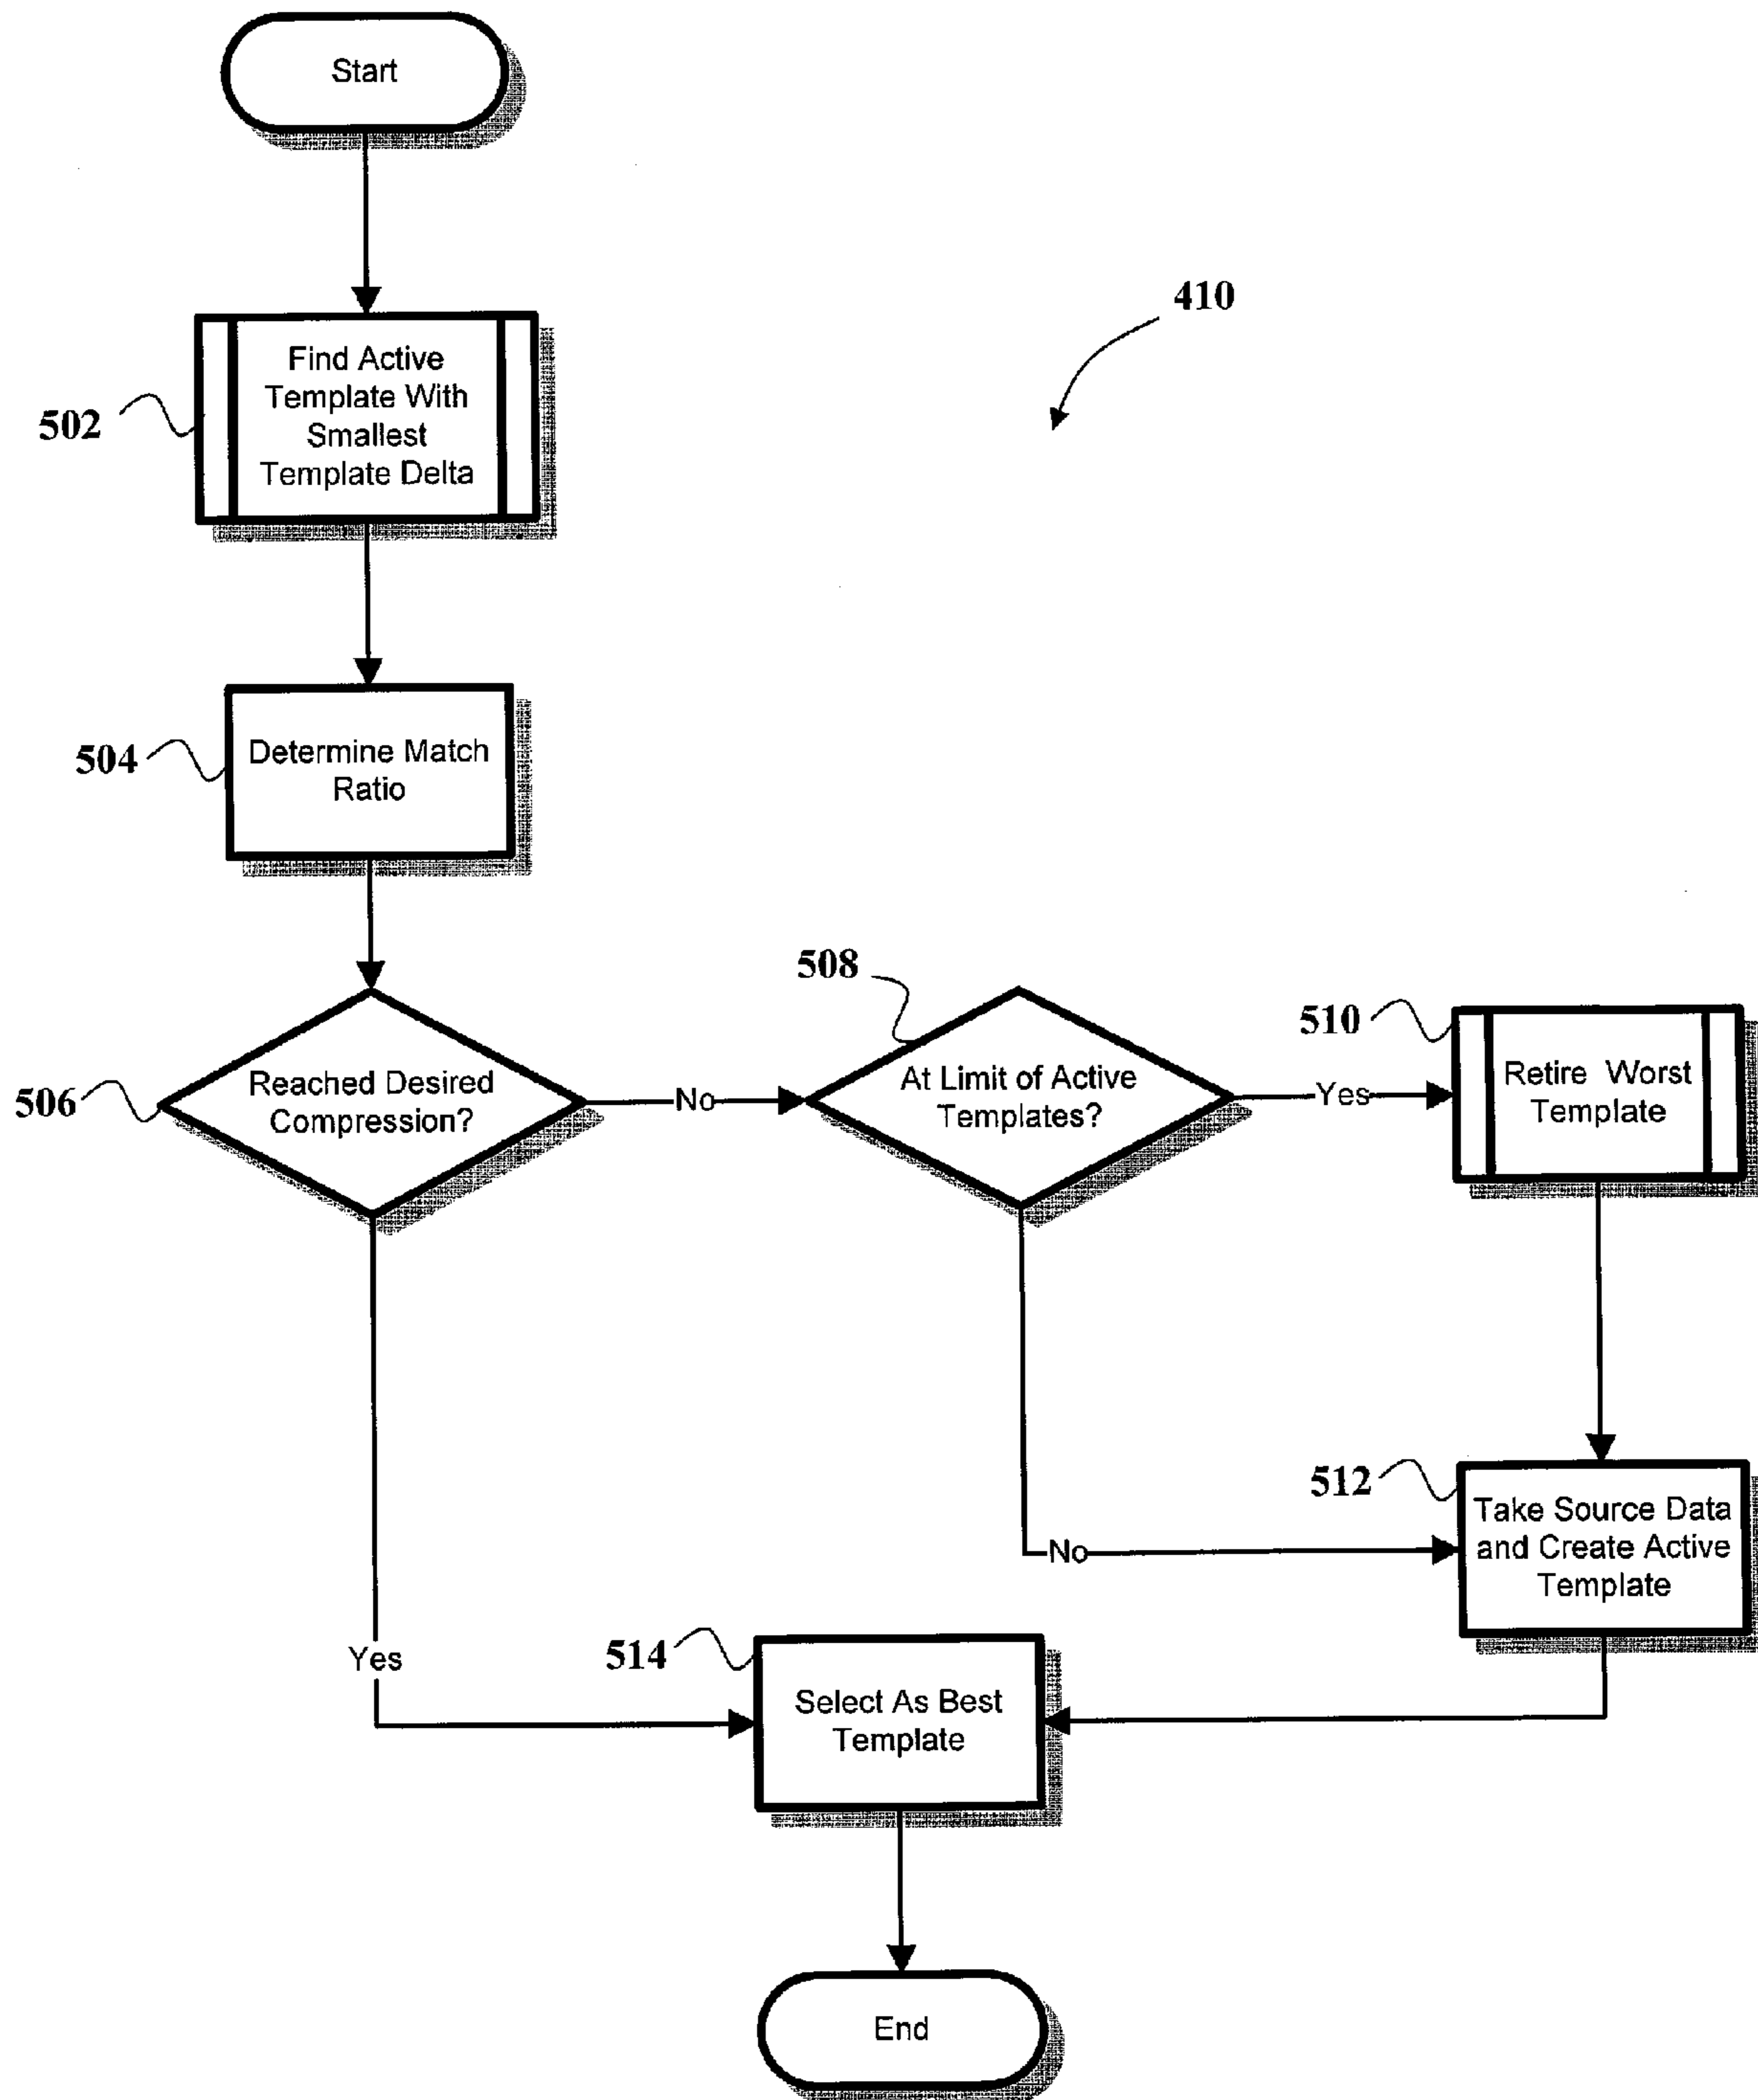 Start
410
502
Find Active
Template With
Smallest
Template Delta
504
Determine Match
Ratio
506
Reached Desired
Compression?
No
508
At Limit of Active
Templates?
Yes
510
Retire Worst
Template
No
512
Take Source Data
and Create Active
Template
Yes
514
Select As Best
Template
End